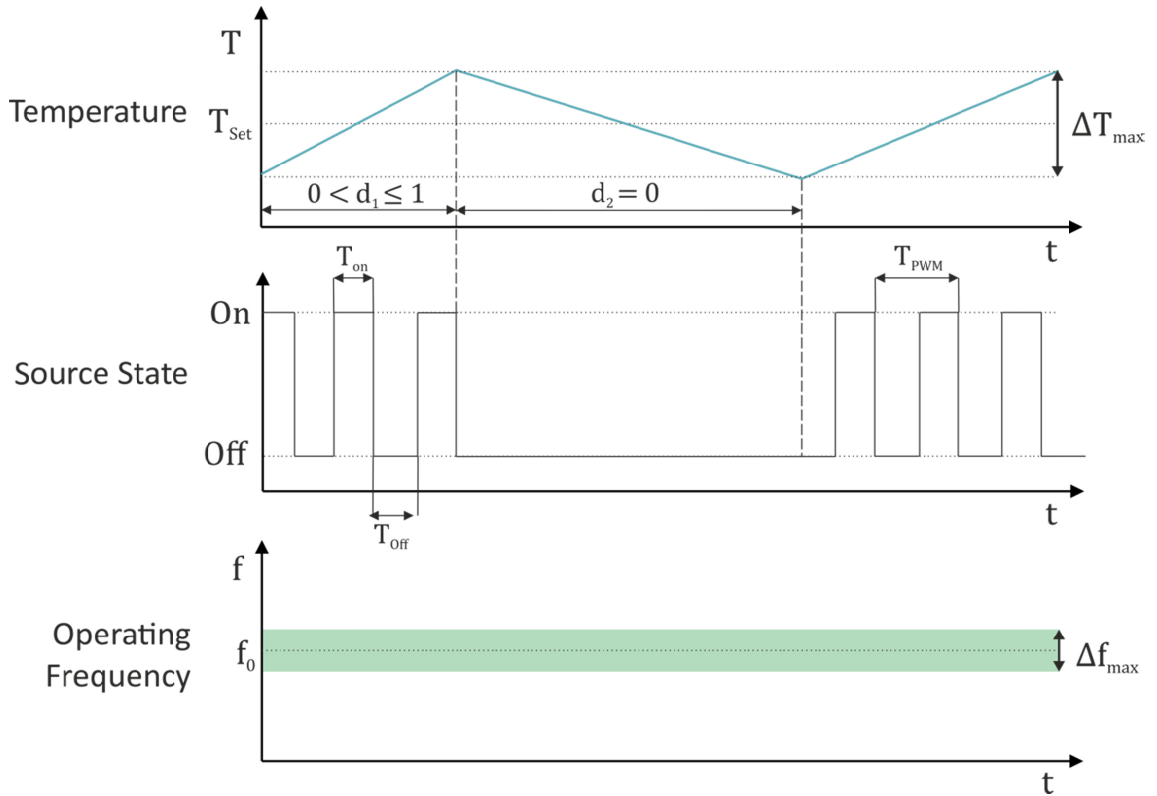 T
Temperature
T_Set
ΔT_max
0 < d_1 ≤ 1
d_2 = 0
t
T_on
T_PWM
On
Source State
Off
t
T_Off
f
Operating
Frequency
f_0
Δf_max
t